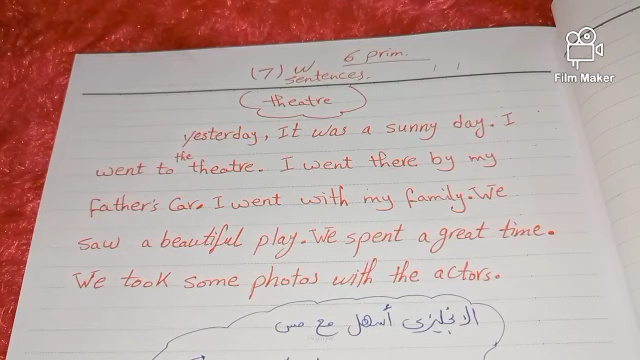 6 prim.
(7) W
sentences.
theatre
yesterday, It was a sunny day. I
went to the theatre. I went there by my
father's car. I went with my family. We
saw a beautiful play. We spent a great time.
We took some photos with the actors.
الانجليزى أسهل مع مس
Film Maker